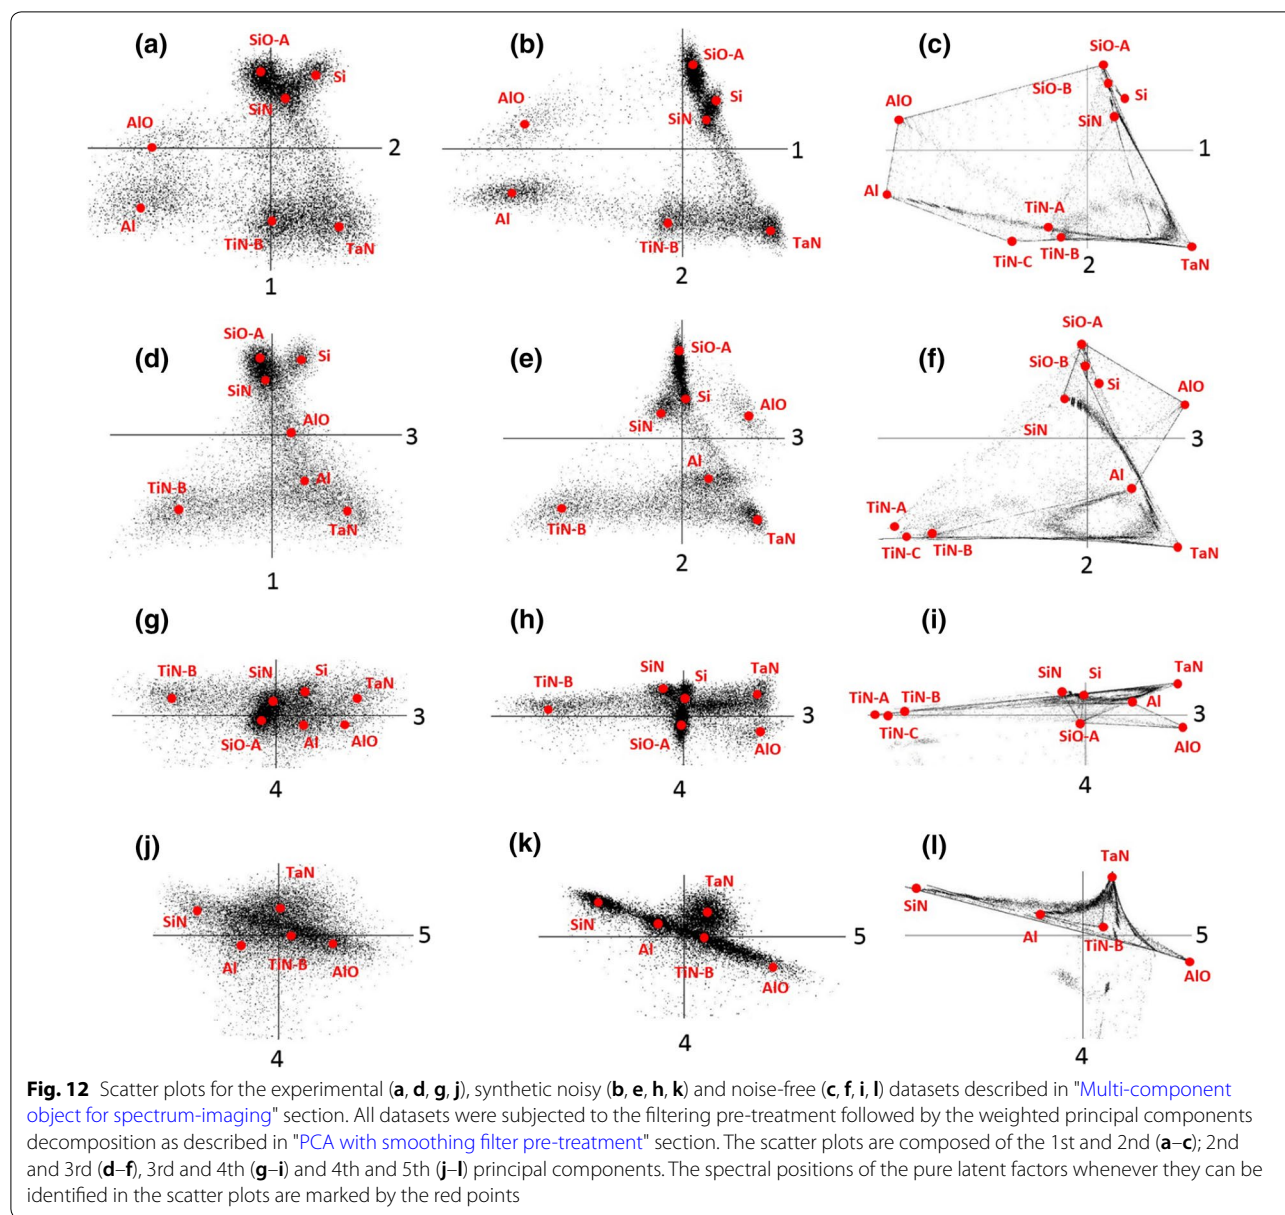 (a)
SiO-A
Si
SiN
AlO
2
Al
TiN-B
TaN
1
(b)
SiO-A
Si
AlO
SiN
1
Al
TiN-B
TaN
2
(c)
SiO-A
SiO-B
Si
AlO
SiN
1
Al
TiN-A
TiN-C
TiN-B
2
TaN
(d)
SiO-A
Si
SiN
AlO
3
TiN-B
Al
TaN
1
(e)
SiO-A
Si
SiN
AlO
3
Al
TiN-B
TaN
2
(f)
SiO-A
SiO-B
Si
AlO
SiN
3
Al
TiN-A
TiN-C
TiN-B
TaN
2
(g)
TiN-B
SiN
Si
TaN
3
SiO-A
Al
AlO
4
(h)
TiN-B
SiN
Si
TaN
3
SiO-A
AlO
4
(i)
SiN
Si
TaN
TiN-A
TiN-B
Al
3
TiN-C
SiO-A
AlO
4
(j)
TaN
SiN
5
Al
TiN-B
AlO
4
(k)
TaN
SiN
5
Al
TiN-B
AlO
4
(l)
TaN
SiN
Al
5
TiN-B
AlO
4
Fig. 12 Scatter plots for the experimental (a, d, g, j), synthetic noisy (b, e, h, k) and noise-free (c, f, i, l) datasets described in "Multi-component
object for spectrum-imaging" section. All datasets were subjected to the filtering pre-treatment followed by the weighted principal components
decomposition as described in "PCA with smoothing filter pre-treatment" section. The scatter plots are composed of the 1st and 2nd (a–c); 2nd
and 3rd (d–f), 3rd and 4th (g–i) and 4th and 5th (j–l) principal components. The spectral positions of the pure latent factors whenever they can be
identified in the scatter plots are marked by the red points